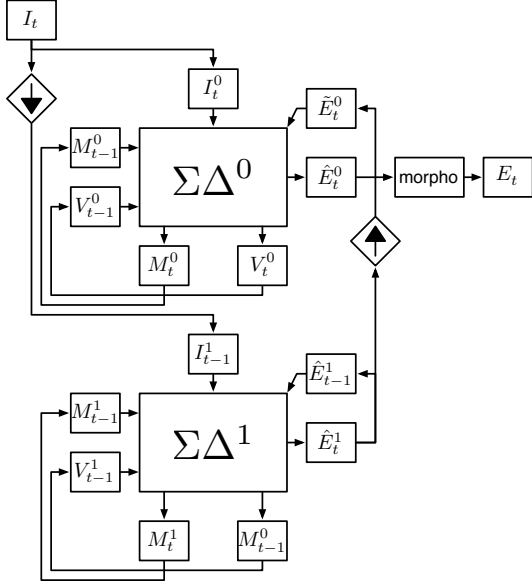 I_t
I_t^0
Ẽ_t^0
M_{t-1}^0
ΣΔ^0
Ê_t^0
morpho
E_t
V_{t-1}^0
M_t^0
V_t^0
I_{t-1}^1
Ê_{t-1}^1
M_{t-1}^1
ΣΔ^1
Ê_t^1
V_{t-1}^1
M_t^1
M_{t-1}^0